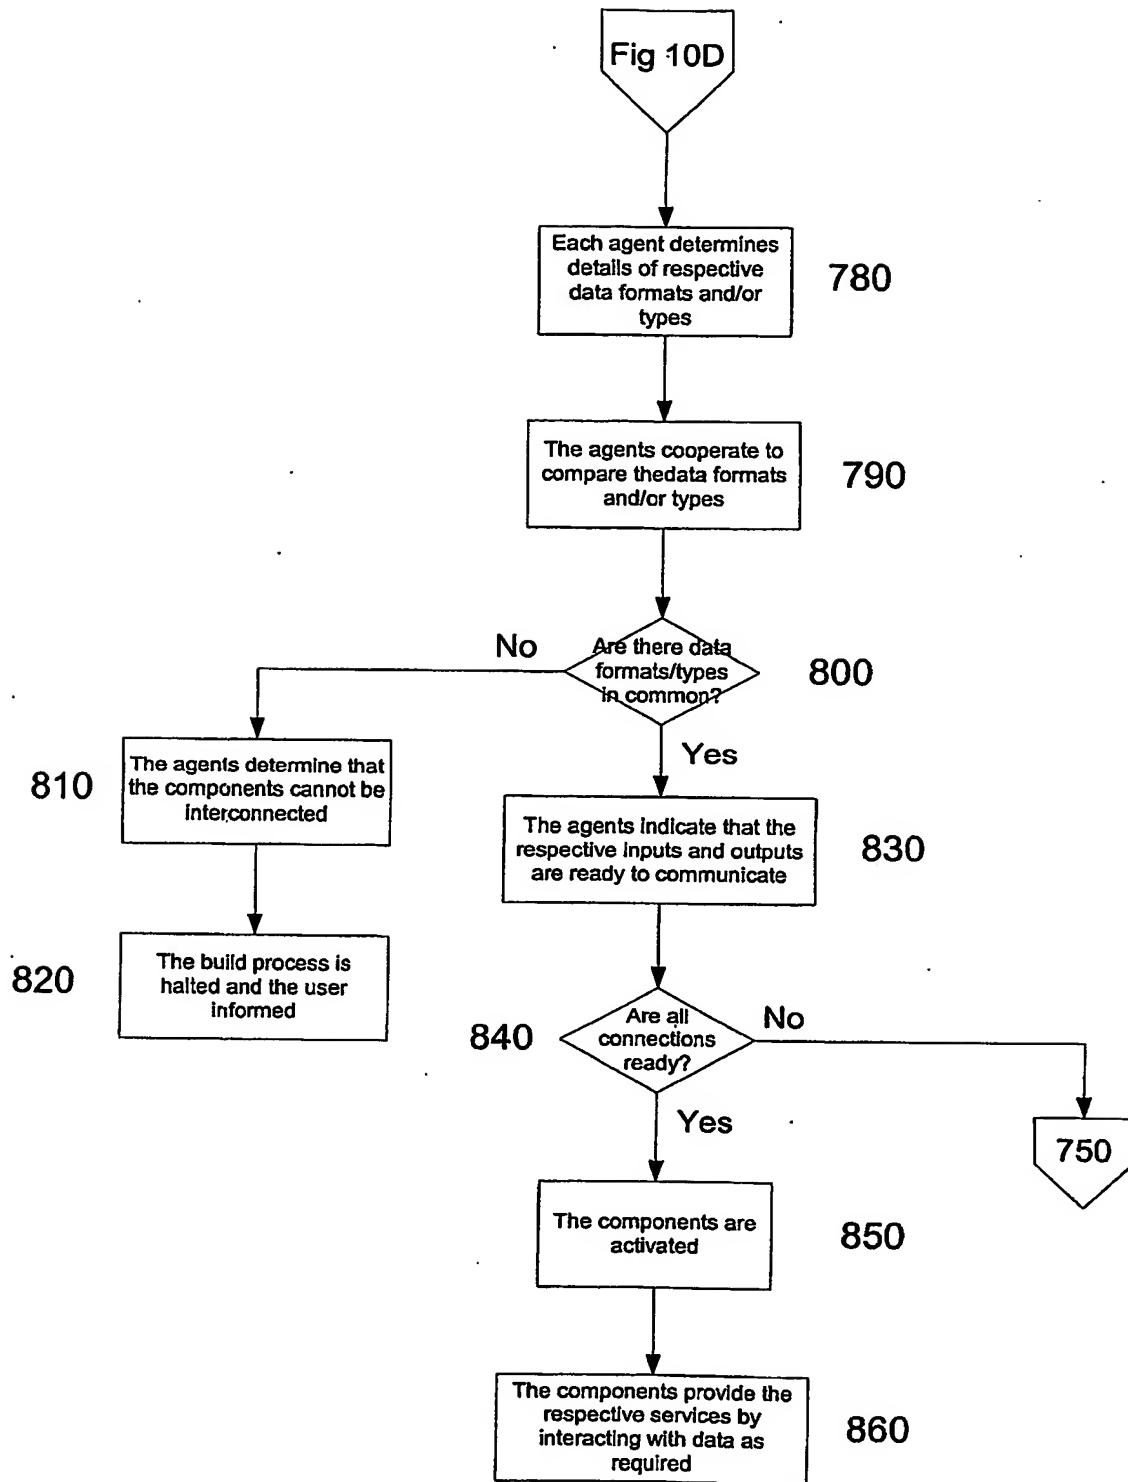 Fig 10D
Each agent determines
details of respective
data formats and/or
types
780
The agents cooperate to
compare thedata formats
and/or types
790
No
Are there data
formats/types
in common?
800
Yes
810
The agents determine that
the components cannot be
interconnected
The agents indicate that the
respective inputs and outputs
are ready to communicate
830
820
The build process is
halted and the user
informed
840
Are all
connections
ready?
No
Yes
750
The components are
activated
850
The components provide the
respective services by
interacting with data as
required
860